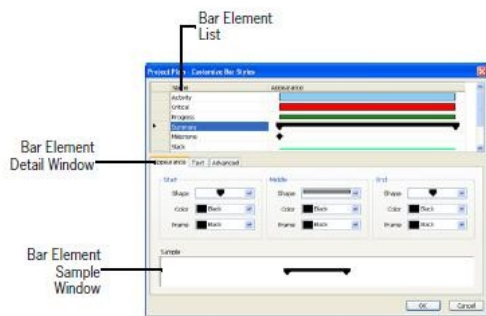 Bar Element
List
Project Plan - Customize Bar Styles
Name Appearance
Activity
Critical
Progress
Summary
Milestone
Slack
Bar Element
Detail Window
Appearance Text Advanced
Start Middle End
Shape Shape Shape
Color Black Color Black Color Black
Frame Black Frame Black Frame Black
Bar Element
Sample
Window
Sample
OK Cancel